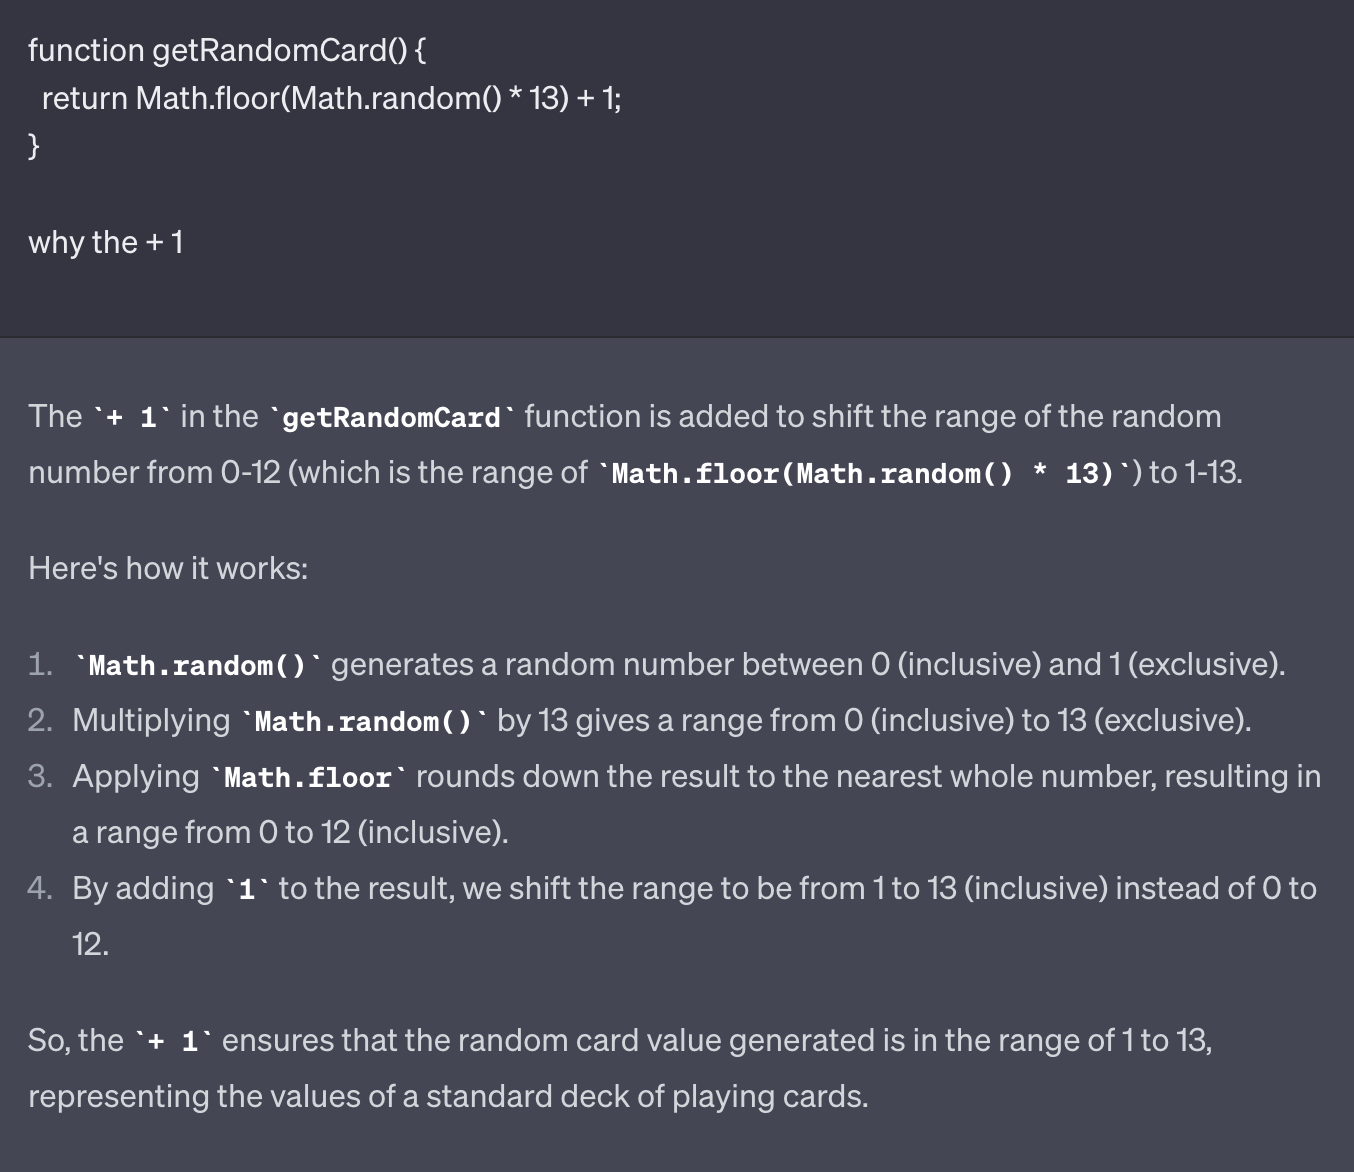 function getRandomCard() {
  return Math.floor(Math.random() * 13) + 1;
}
why the + 1
The `+ 1` in the `getRandomCard` function is added to shift the range of the random
number from 0-12 (which is the range of `Math.floor(Math.random() * 13)`) to 1-13.
Here's how it works:
1. `Math.random()` generates a random number between 0 (inclusive) and 1 (exclusive).
2. Multiplying `Math.random()` by 13 gives a range from 0 (inclusive) to 13 (exclusive).
3. Applying `Math.floor` rounds down the result to the nearest whole number, resulting in
a range from 0 to 12 (inclusive).
4. By adding `1` to the result, we shift the range to be from 1 to 13 (inclusive) instead of 0 to
12.
So, the `+ 1` ensures that the random card value generated is in the range of 1 to 13,
representing the values of a standard deck of playing cards.